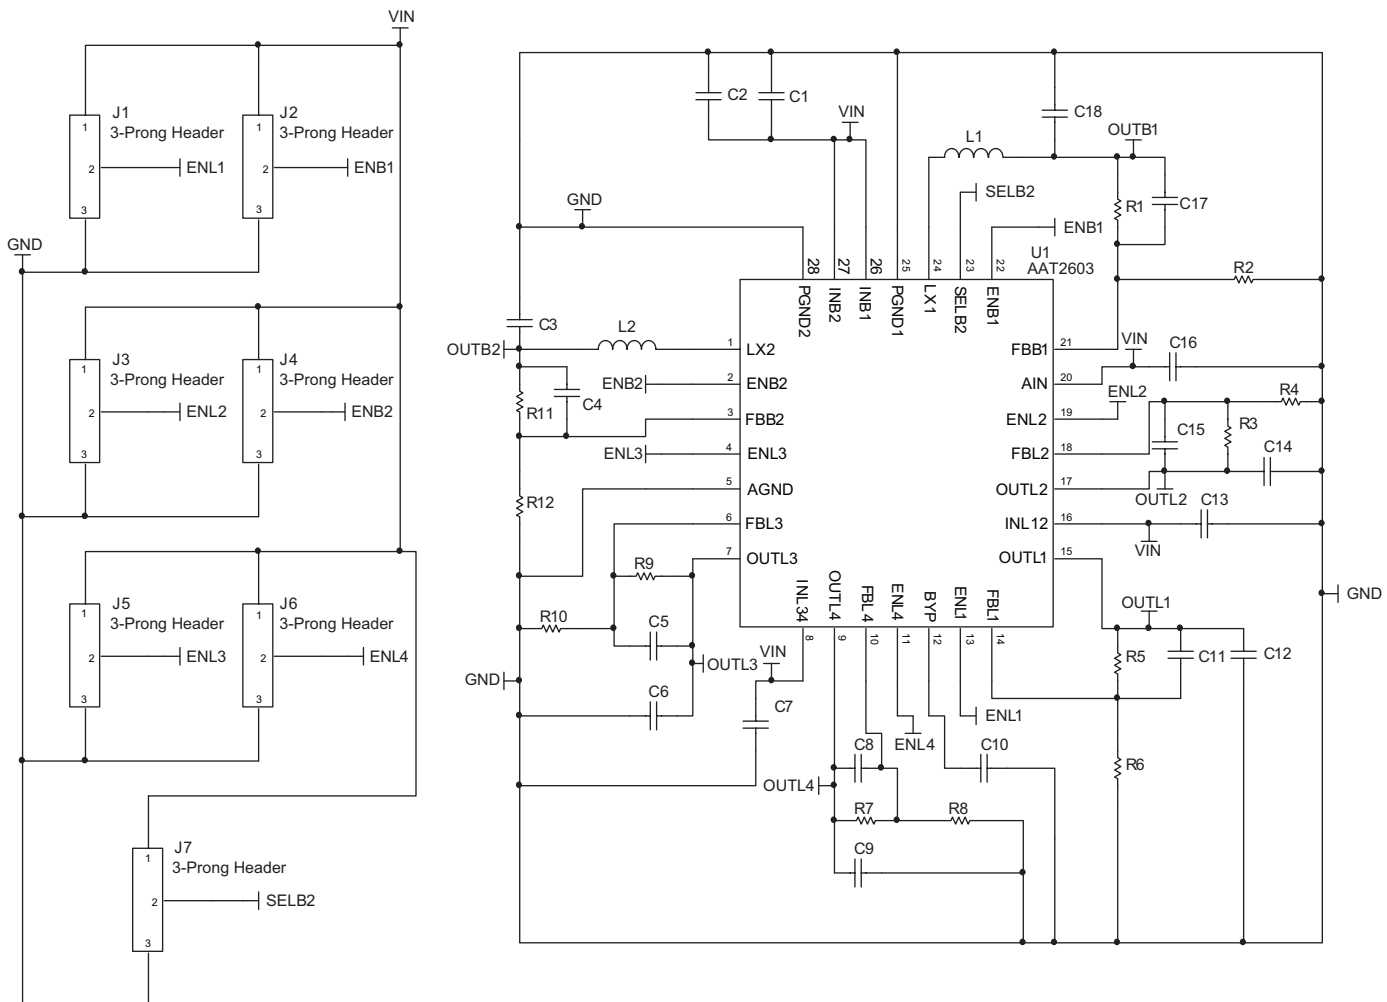 VIN
J1
3-Prong Header
1
2
3
ENL1
J2
3-Prong Header
1
2
3
ENB1
GND
J3
3-Prong Header
1
2
3
ENL2
J4
3-Prong Header
1
2
3
ENB2
J5
3-Prong Header
1
2
3
ENL3
J6
3-Prong Header
1
2
3
ENL4
J7
3-Prong Header
1
2
3
SELB2
C2
C1
VIN
C18
L1
OUTB1
SELB2
R1
C17
GND
ENB1
U1
AAT2603
R2
28
27
26
25
24
23
22
PGND2
INB2
INB1
PGND1
LX1
SELB2
ENB1
C3
L2
OUTB2
1
LX2
ENB2
2
ENB2
C4
R11
3
FBB2
ENL3
4
ENL3
R12
5
AGND
6
FBL3
7
OUTL3
R9
R10
C5
OUTL3
GND
C6
FBB1
21
VIN
C16
AIN
20
ENL2
R4
ENL2
19
C15
R3
FBL2
18
C14
OUTL2
17
OUTL2
C13
INL12
16
VIN
OUTL1
15
GND
INL34
OUTL4
FBL4
ENL4
BYP
ENL1
FBL1
8
9
10
11
12
13
14
VIN
C7
OUTL1
R5
C11
C12
ENL1
ENL4
C8
C10
R6
OUTL4
R7
R8
C9